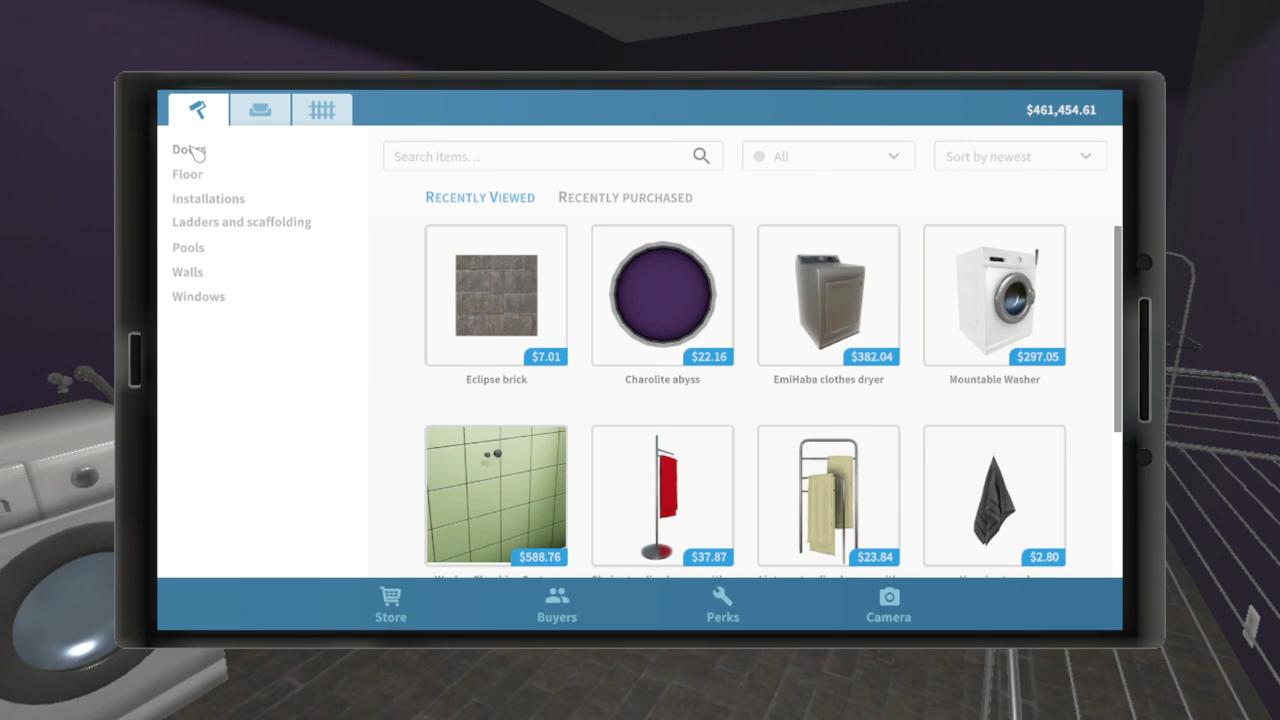 $461,454.61
Doors
Floor
Installations
Ladders and scaffolding
Pools
Walls
Windows
Search items...
All
Sort by newest
RECENTLY VIEWED
RECENTLY PURCHASED
$7.01
$22.16
$382.04
$297.05
Eclipse brick
Charolite abyss
EmiHaba clothes dryer
Mountable Washer
$588.76
$37.87
$23.84
$2.80
Store
Buyers
Perks
Camera